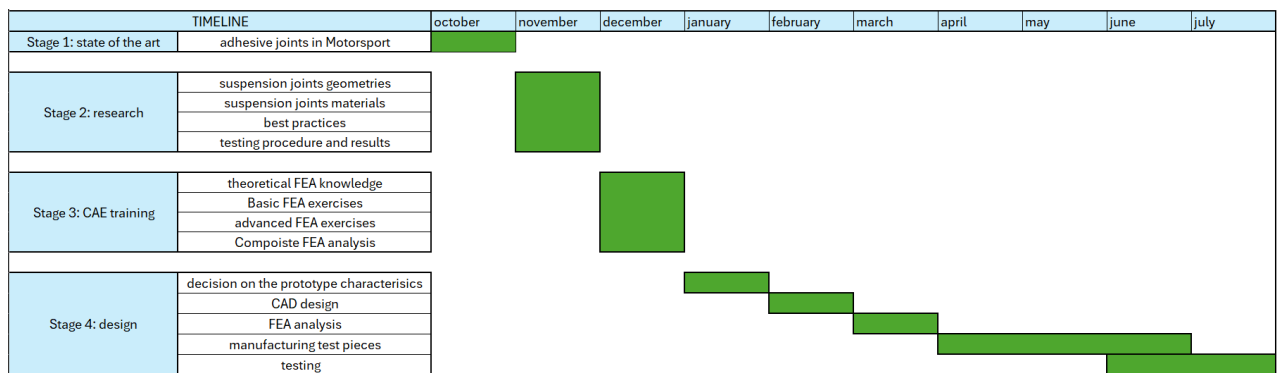 TIMELINE october november december january february march april may june july
Stage 1: state of the art adhesive joints in Motorsport
suspension joints geometries
suspension joints materials
Stage 2: research
best practices
testing procedure and results
theoretical FEA knowledge
Basic FEA exercises
Stage 3: CAE training
advanced FEA exercises
Compoiste FEA analysis
decision on the prototype characterisics
CAD design
Stage 4: design FEA analysis
manufacturing test pieces
testing